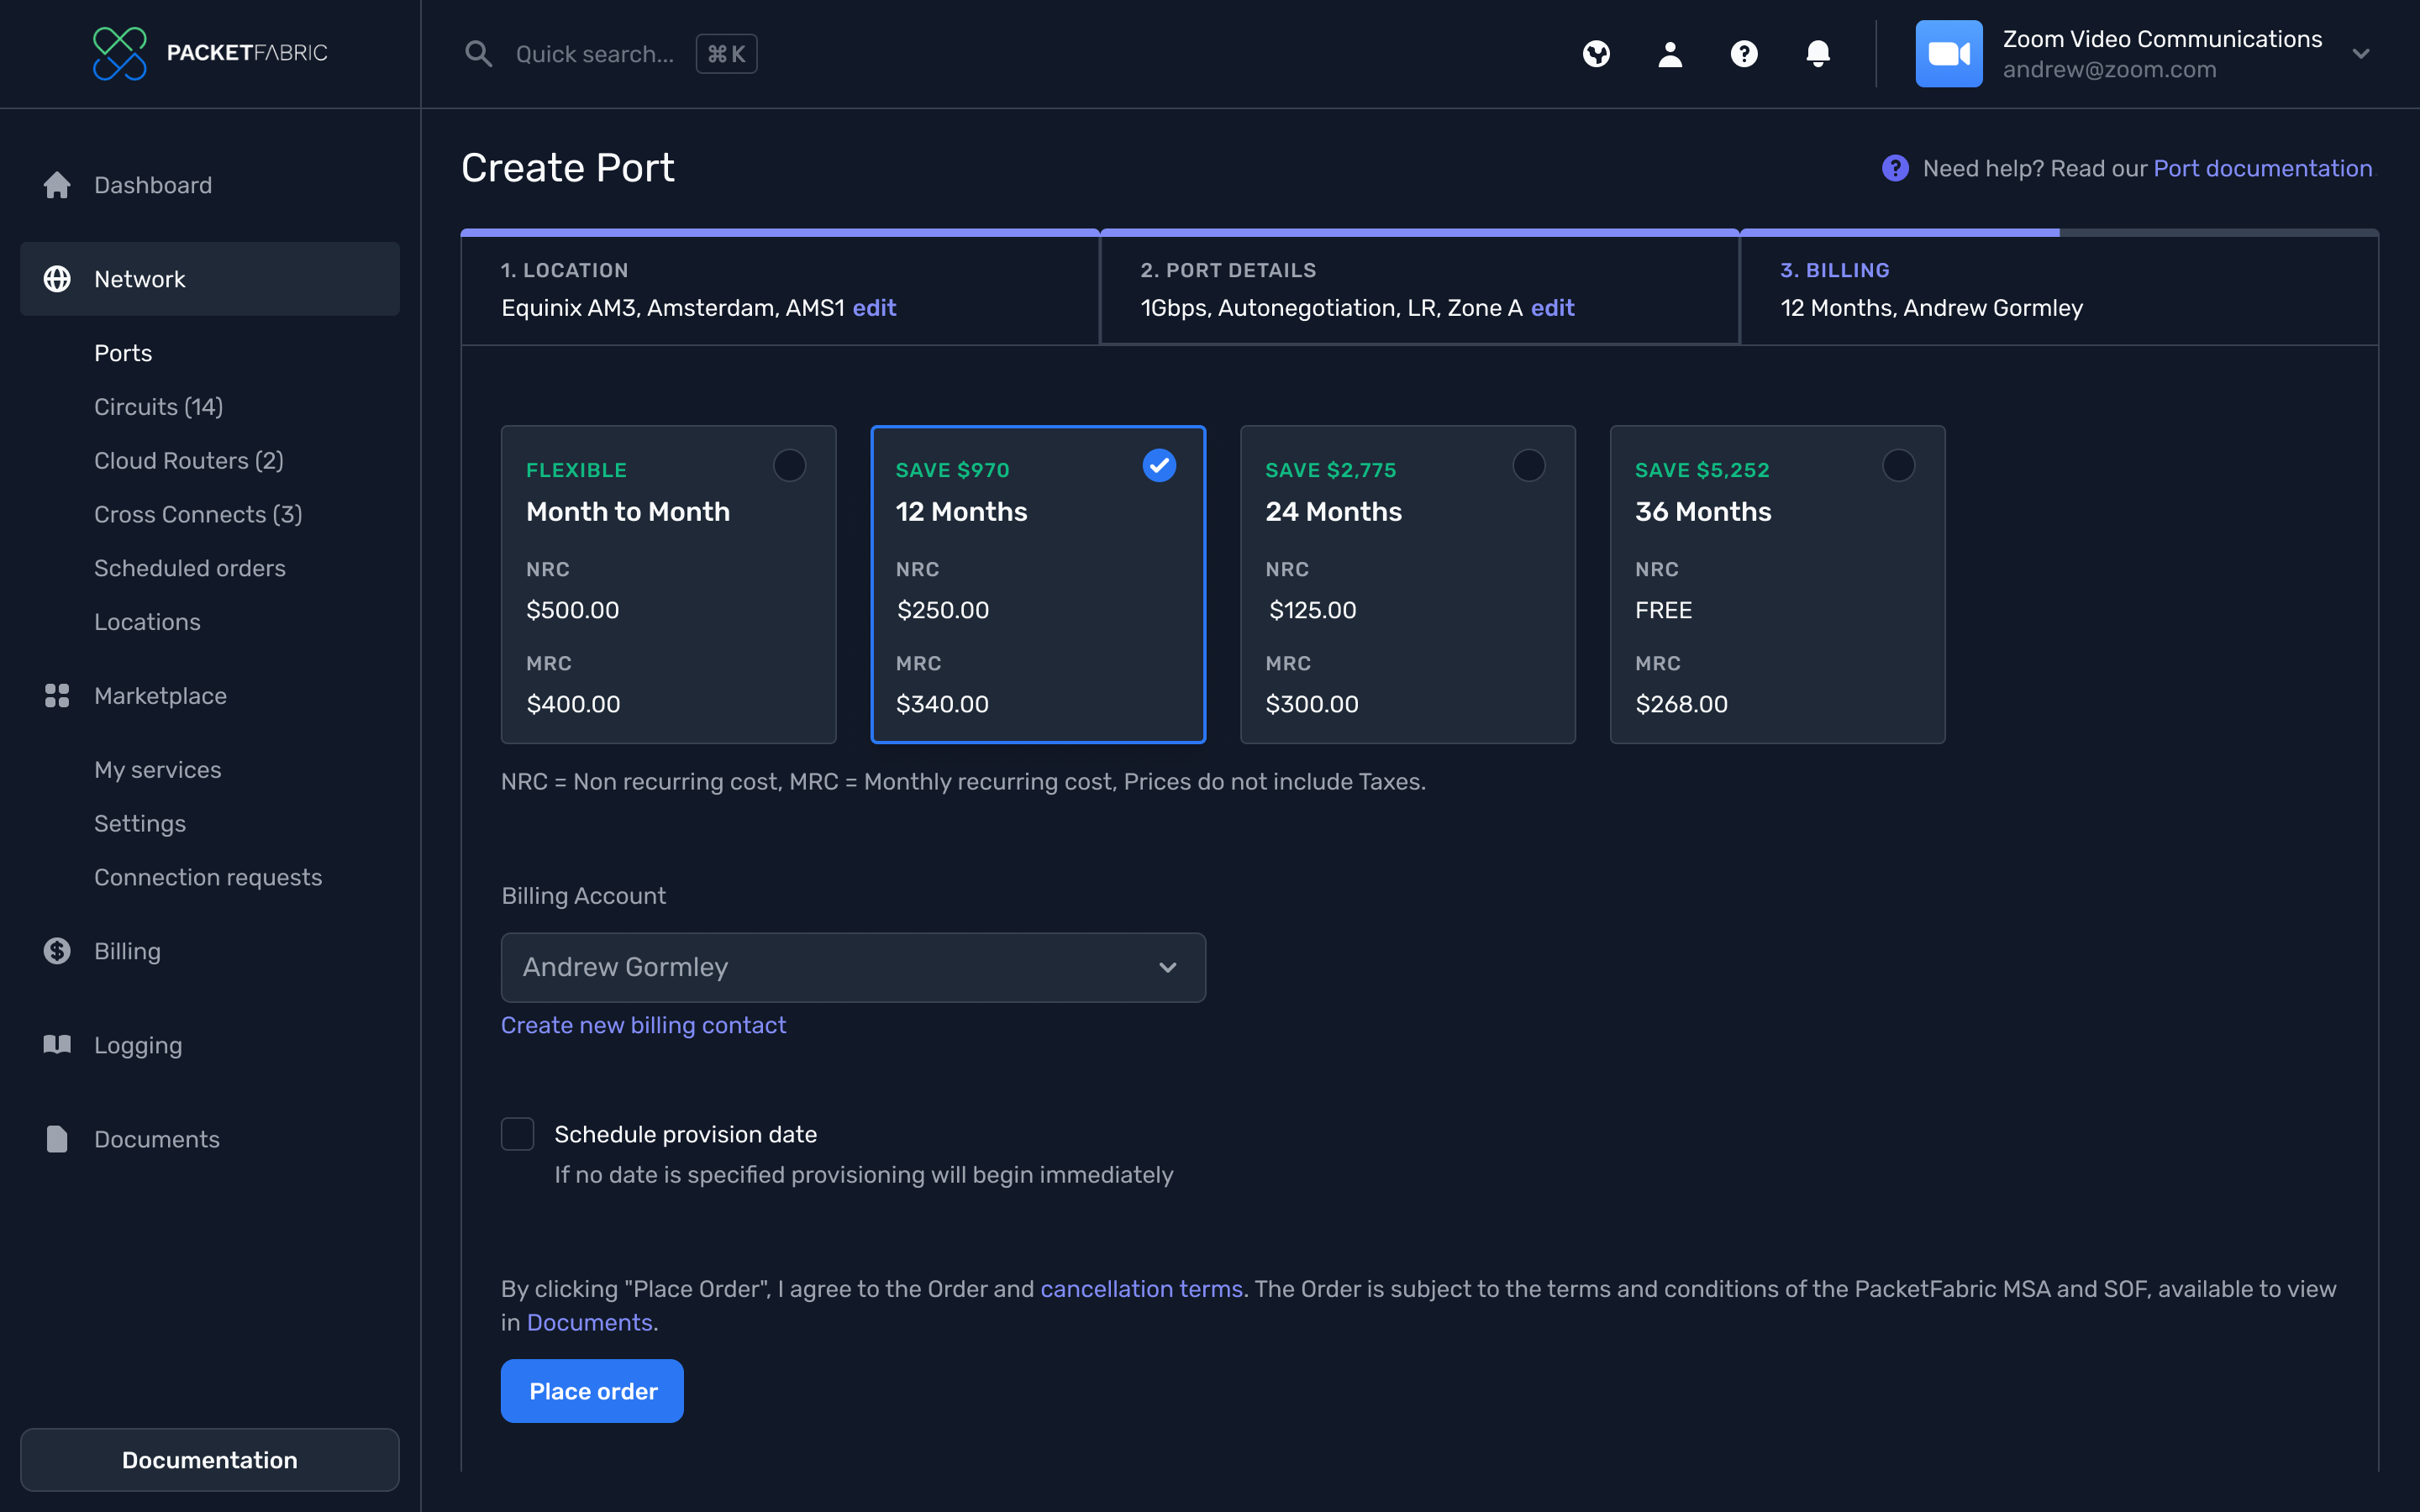 PACKETFABRIC
Quick search...
⌘K
Zoom Video Communications
andrew@zoom.com
Dashboard
Network
Ports
Circuits (14)
Cloud Routers (2)
Cross Connects (3)
Scheduled orders
Locations
Marketplace
My services
Settings
Connection requests
Billing
Logging
Documents
Documentation
Create Port
Need help? Read our Port documentation
1. LOCATION
Equinix AM3, Amsterdam, AMS1 edit
2. PORT DETAILS
1Gbps, Autonegotiation, LR, Zone A edit
3. BILLING
12 Months, Andrew Gormley
FLEXIBLE
Month to Month
NRC
$500.00
MRC
$400.00
SAVE $970
12 Months
NRC
$250.00
MRC
$340.00
SAVE $2,775
24 Months
NRC
$125.00
MRC
$300.00
SAVE $5,252
36 Months
NRC
FREE
MRC
$268.00
NRC = Non recurring cost, MRC = Monthly recurring cost, Prices do not include Taxes.
Billing Account
Andrew Gormley
Create new billing contact
Schedule provision date
If no date is specified provisioning will begin immediately
By clicking "Place Order", I agree to the Order and cancellation terms. The Order is subject to the terms and conditions of the PacketFabric MSA and SOF, available to view
in Documents.
Place order